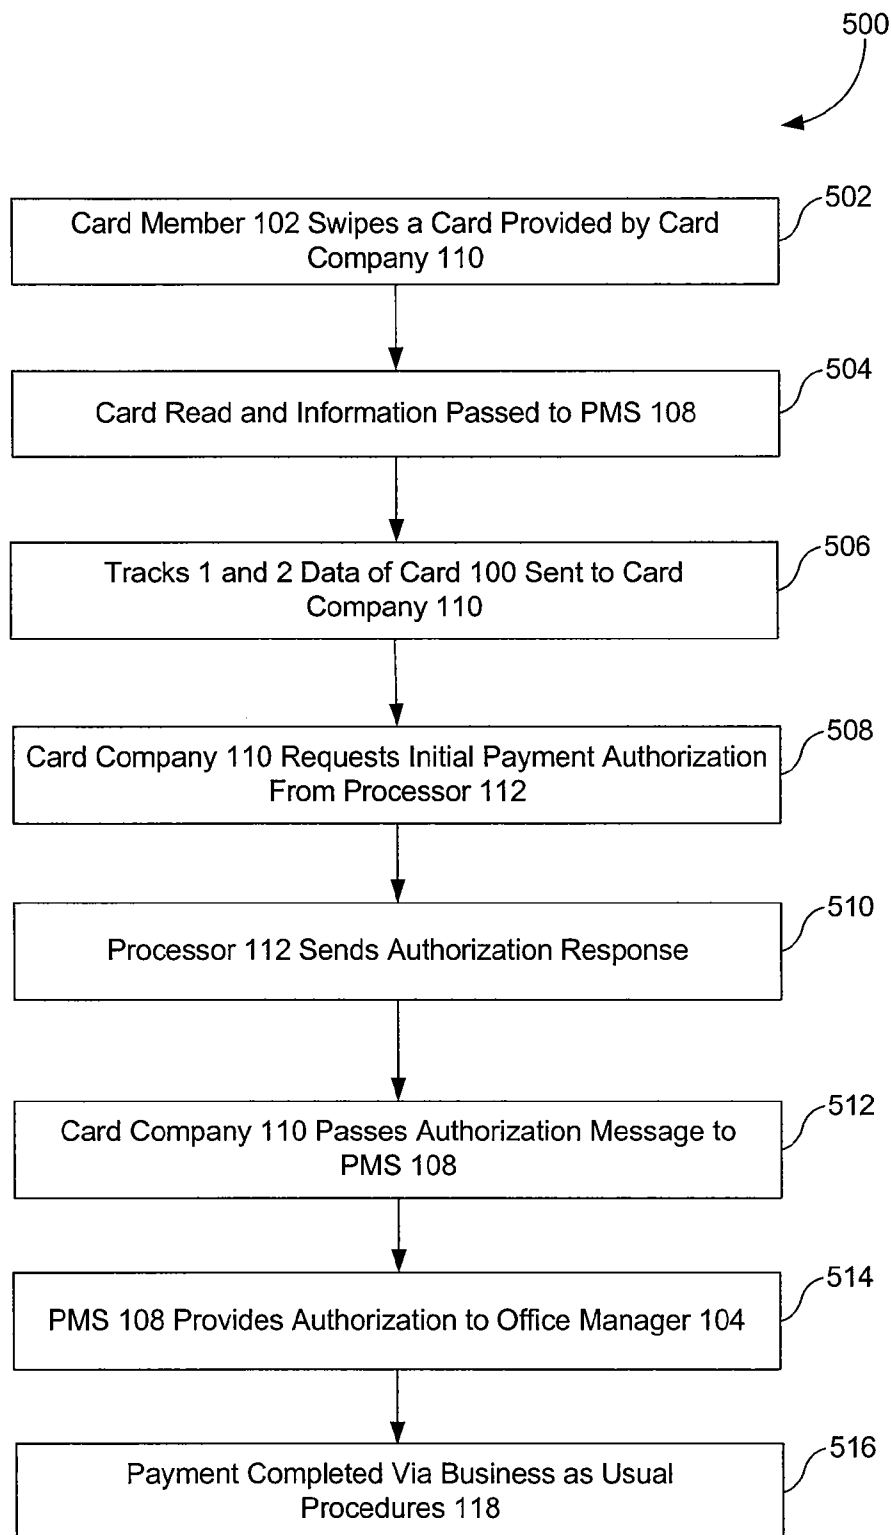 500
502
Card Member 102 Swipes a Card Provided by Card
Company 110
504
Card Read and Information Passed to PMS 108
506
Tracks 1 and 2 Data of Card 100 Sent to Card
Company 110
508
Card Company 110 Requests Initial Payment Authorization
From Processor 112
510
Processor 112 Sends Authorization Response
512
Card Company 110 Passes Authorization Message to
PMS 108
514
PMS 108 Provides Authorization to Office Manager 104
516
Payment Completed Via Business as Usual
Procedures 118